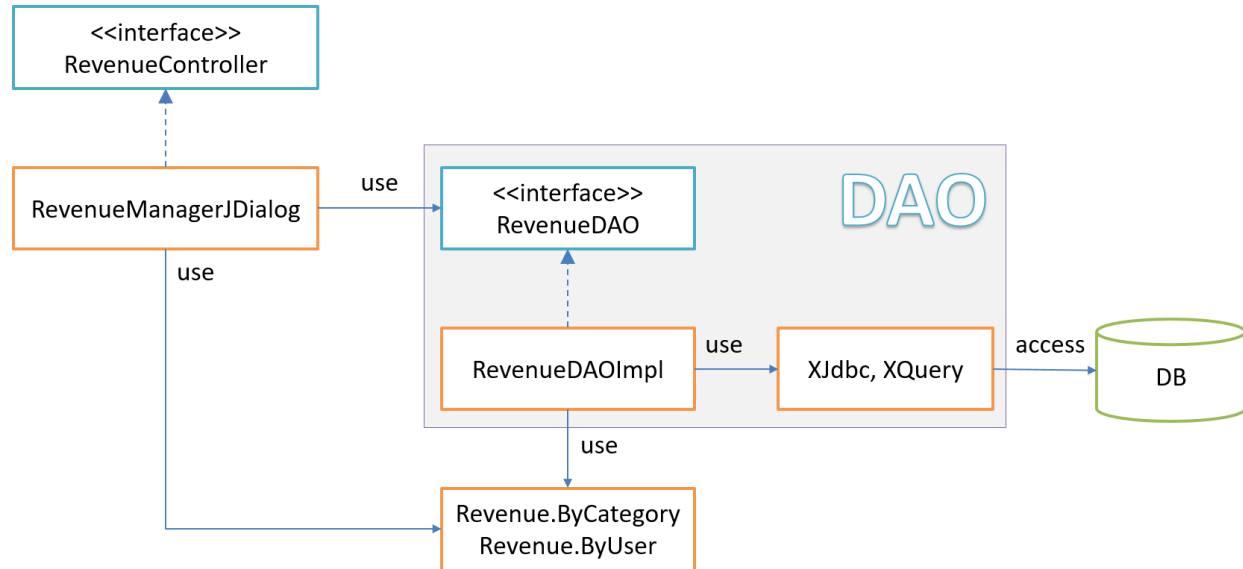 <<interface>>
RevenueController
RevenueManagerJDialog
use
<<interface>>
RevenueDAO
DAO
use
RevenueDAOImpl
use
XJdbc, XQuery
access
DB
use
Revenue.ByCategory
Revenue.ByUser